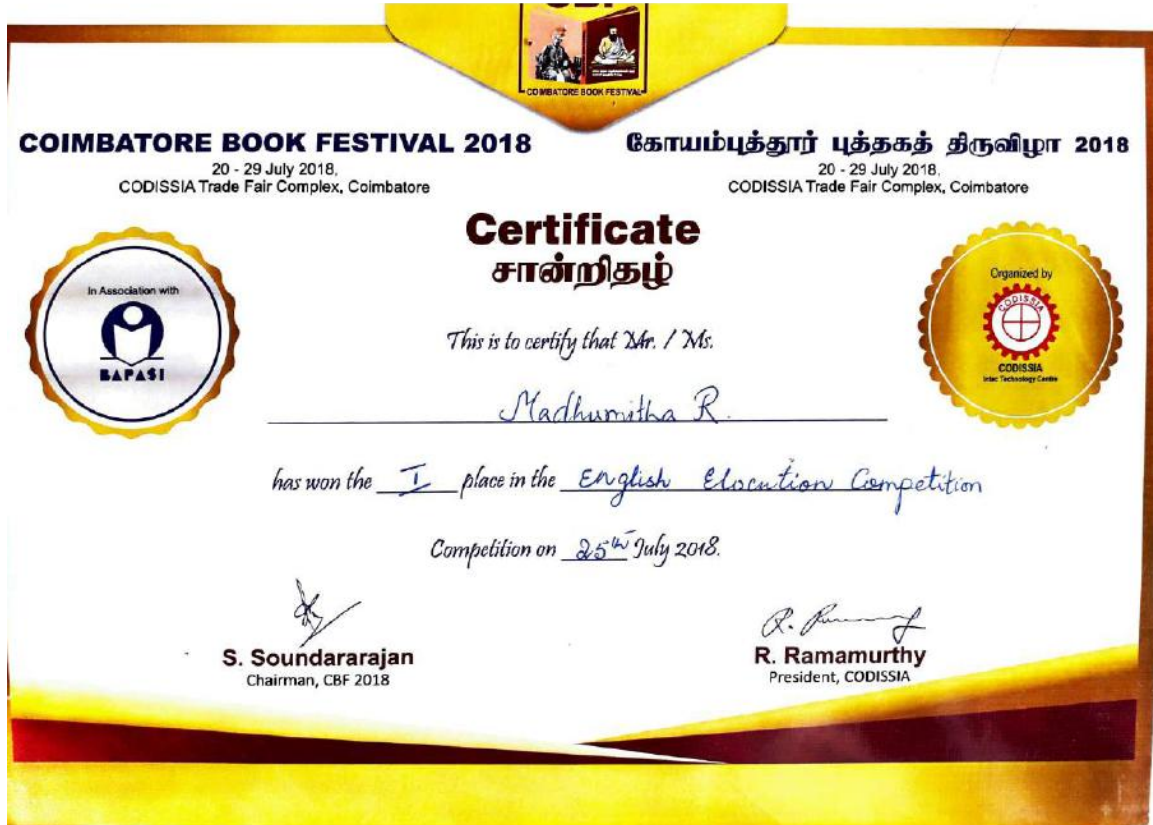 COIMBATORE BOOK FESTIVAL
COIMBATORE BOOK FESTIVAL 2018
20 - 29 July 2018,
CODISSIA Trade Fair Complex, Coimbatore
கோயம்புத்தூர் புத்தகத் திருவிழா 2018
20 - 29 July 2018,
CODISSIA Trade Fair Complex, Coimbatore
Certificate
சான்றிதழ்
In Association with
BAPASI
Organized by
CODISSIA
CODISSIA
Intec Technology Centre
This is to certify that Mr. / Ms.
Madhumitha R.
has won the I place in the English Elocution Competition
Competition on 25th July 2018.
S. Soundararajan
Chairman, CBF 2018
R. Ramamurthy
President, CODISSIA